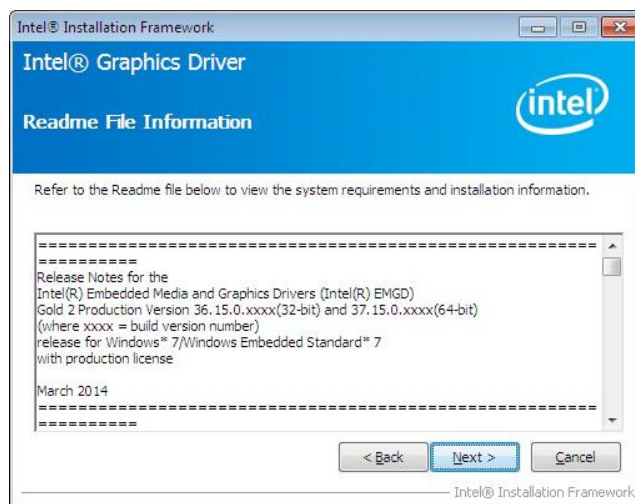 Intel® Installation Framework
Intel® Graphics Driver
Readme File Information
intel
Refer to the Readme file below to view the system requirements and installation information.
========================================================
==========
Release Notes for the
Intel(R) Embedded Media and Graphics Drivers (Intel(R) EMGD)
Gold 2 Production Version 36.15.0.xxxx(32-bit) and 37.15.0.xxxx(64-bit)
(where xxxx = build version number)
release for Windows* 7/Windows Embedded Standard* 7
with production license
March 2014
========================================================
==========
< Back Next > Cancel
Intel® Installation Framework